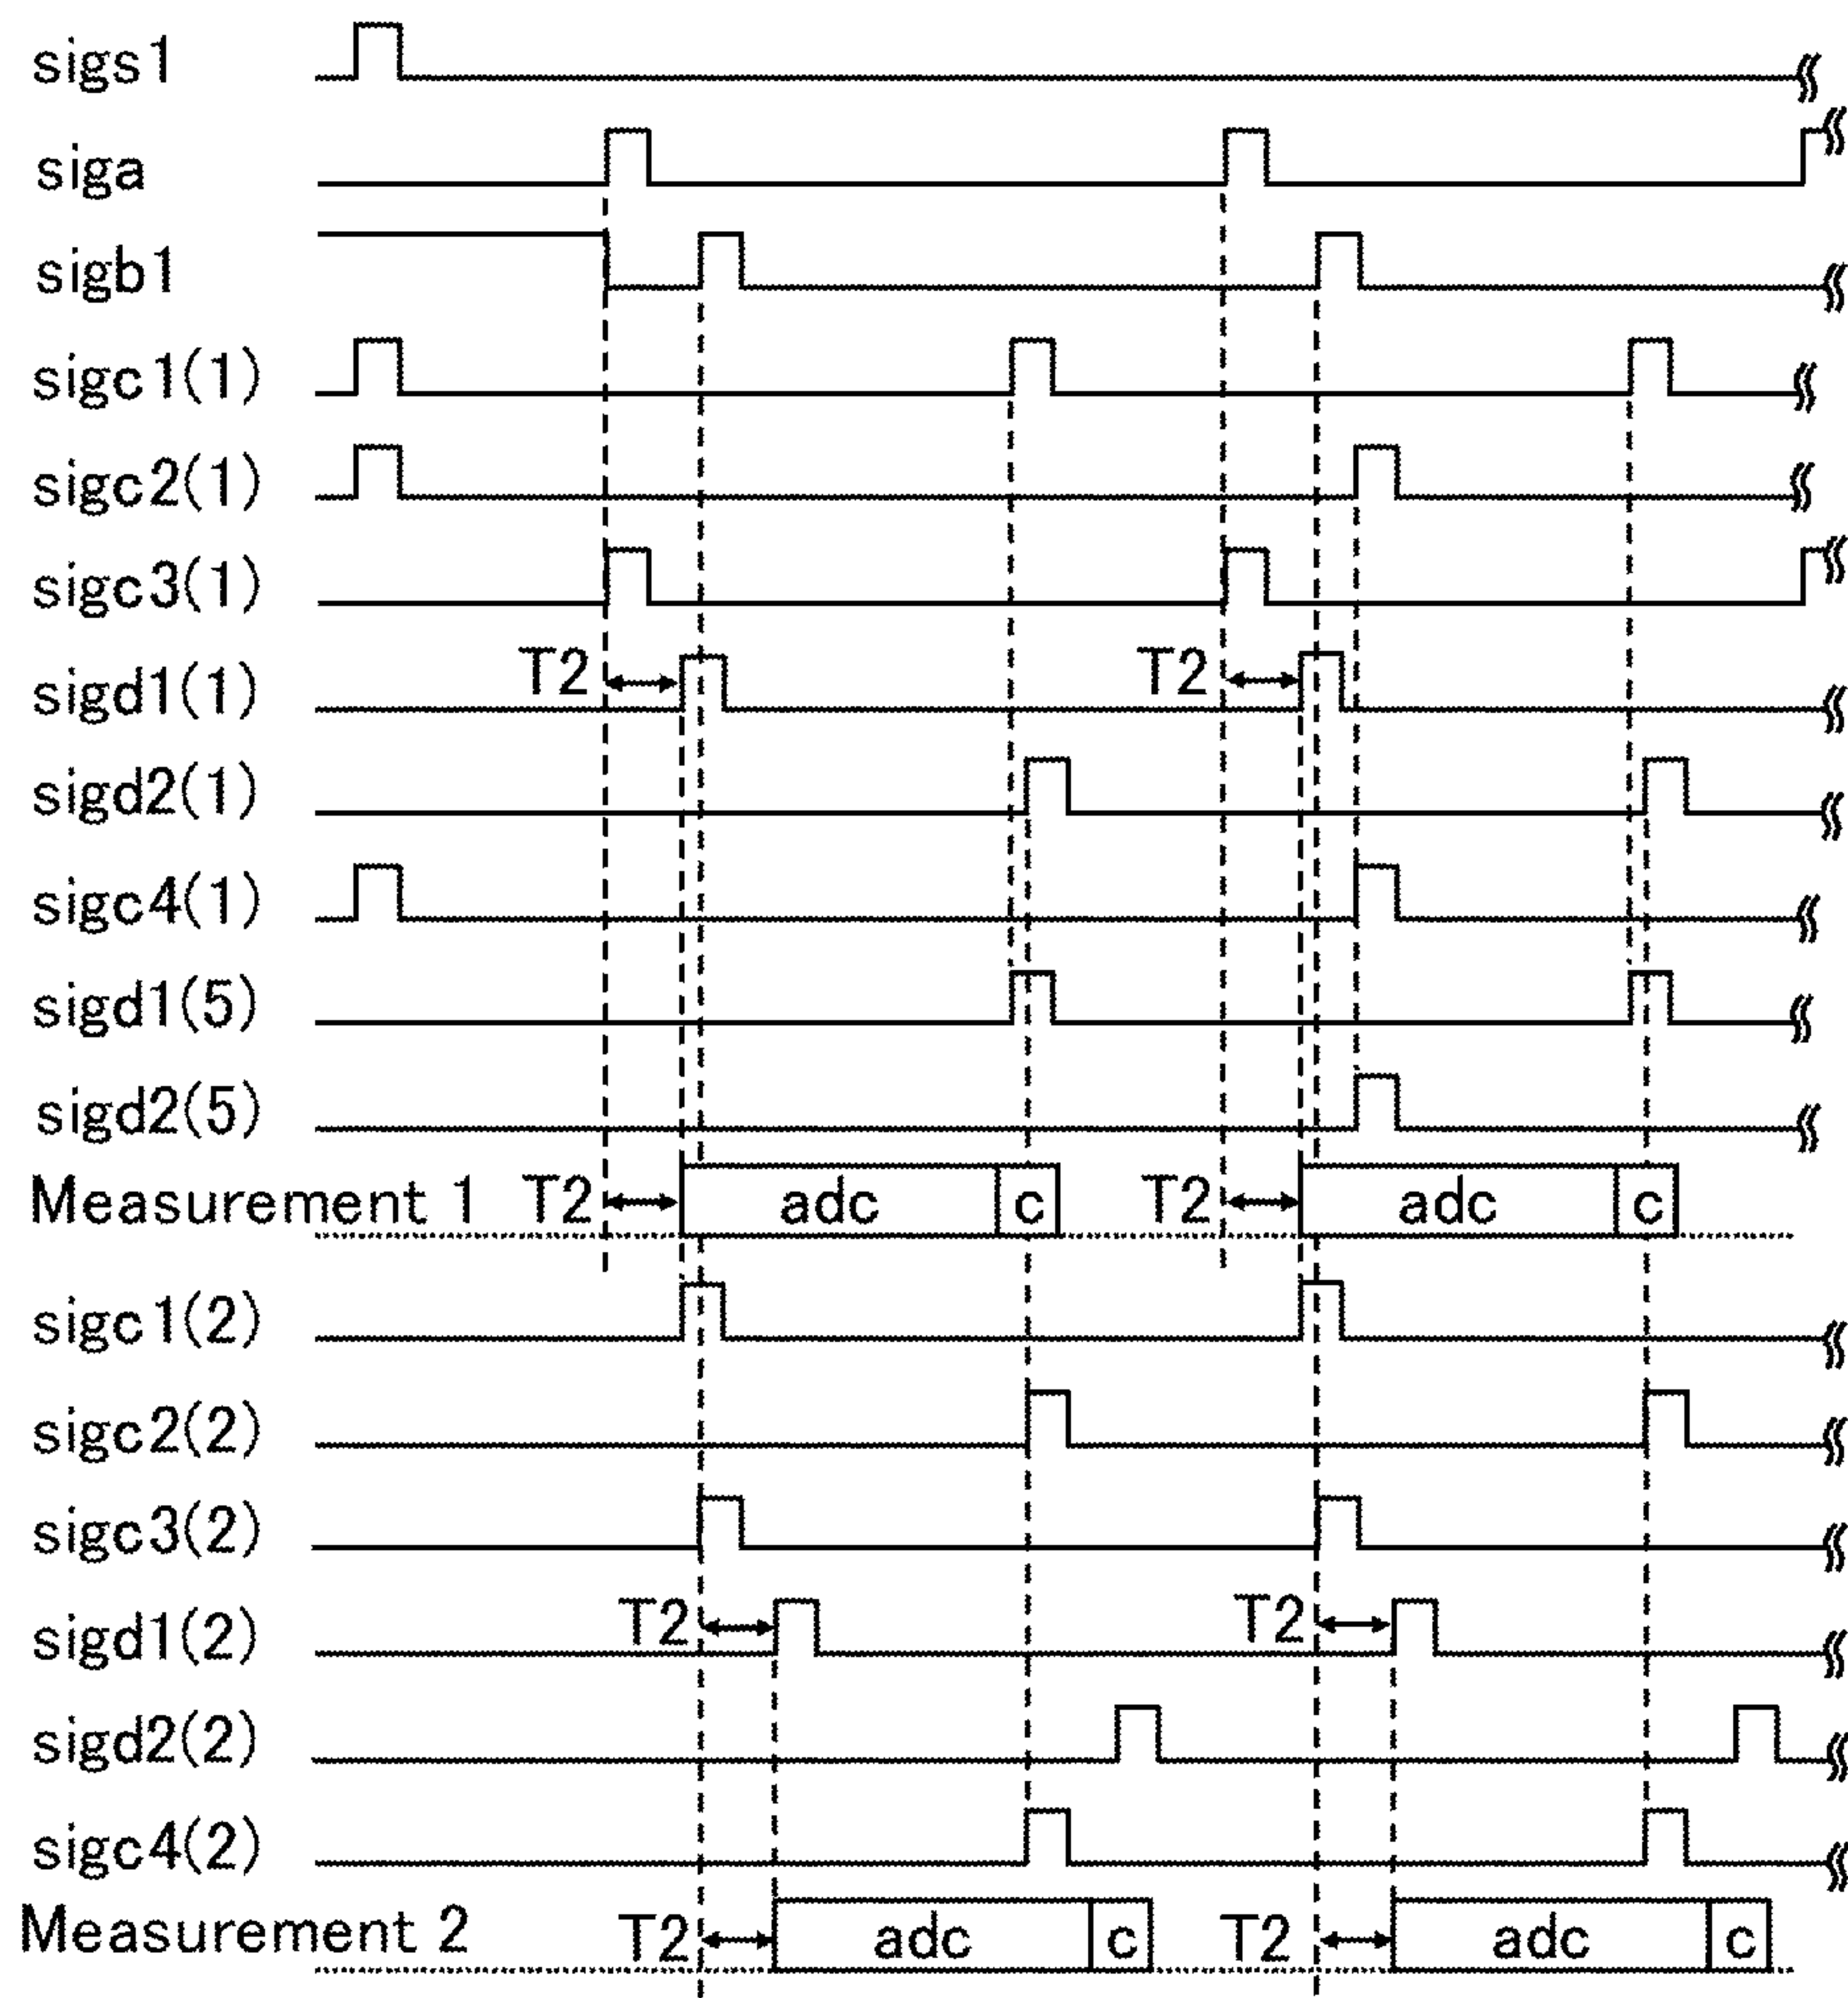 sigs1
siga
sigb1
sigc1(1)
sigc2(1)
sigc3(1)
T2 T2
sigd1(1)
sigd2(1)
sigc4(1)
sigd1(5)
sigd2(5)
Measurement 1 T2 adc c T2 adc c
sigc1(2)
sigc2(2)
sigc3(2)
sigd1(2) T2 T2
sigd2(2)
sigc4(2)
Measurement 2 T2 adc c T2 adc c